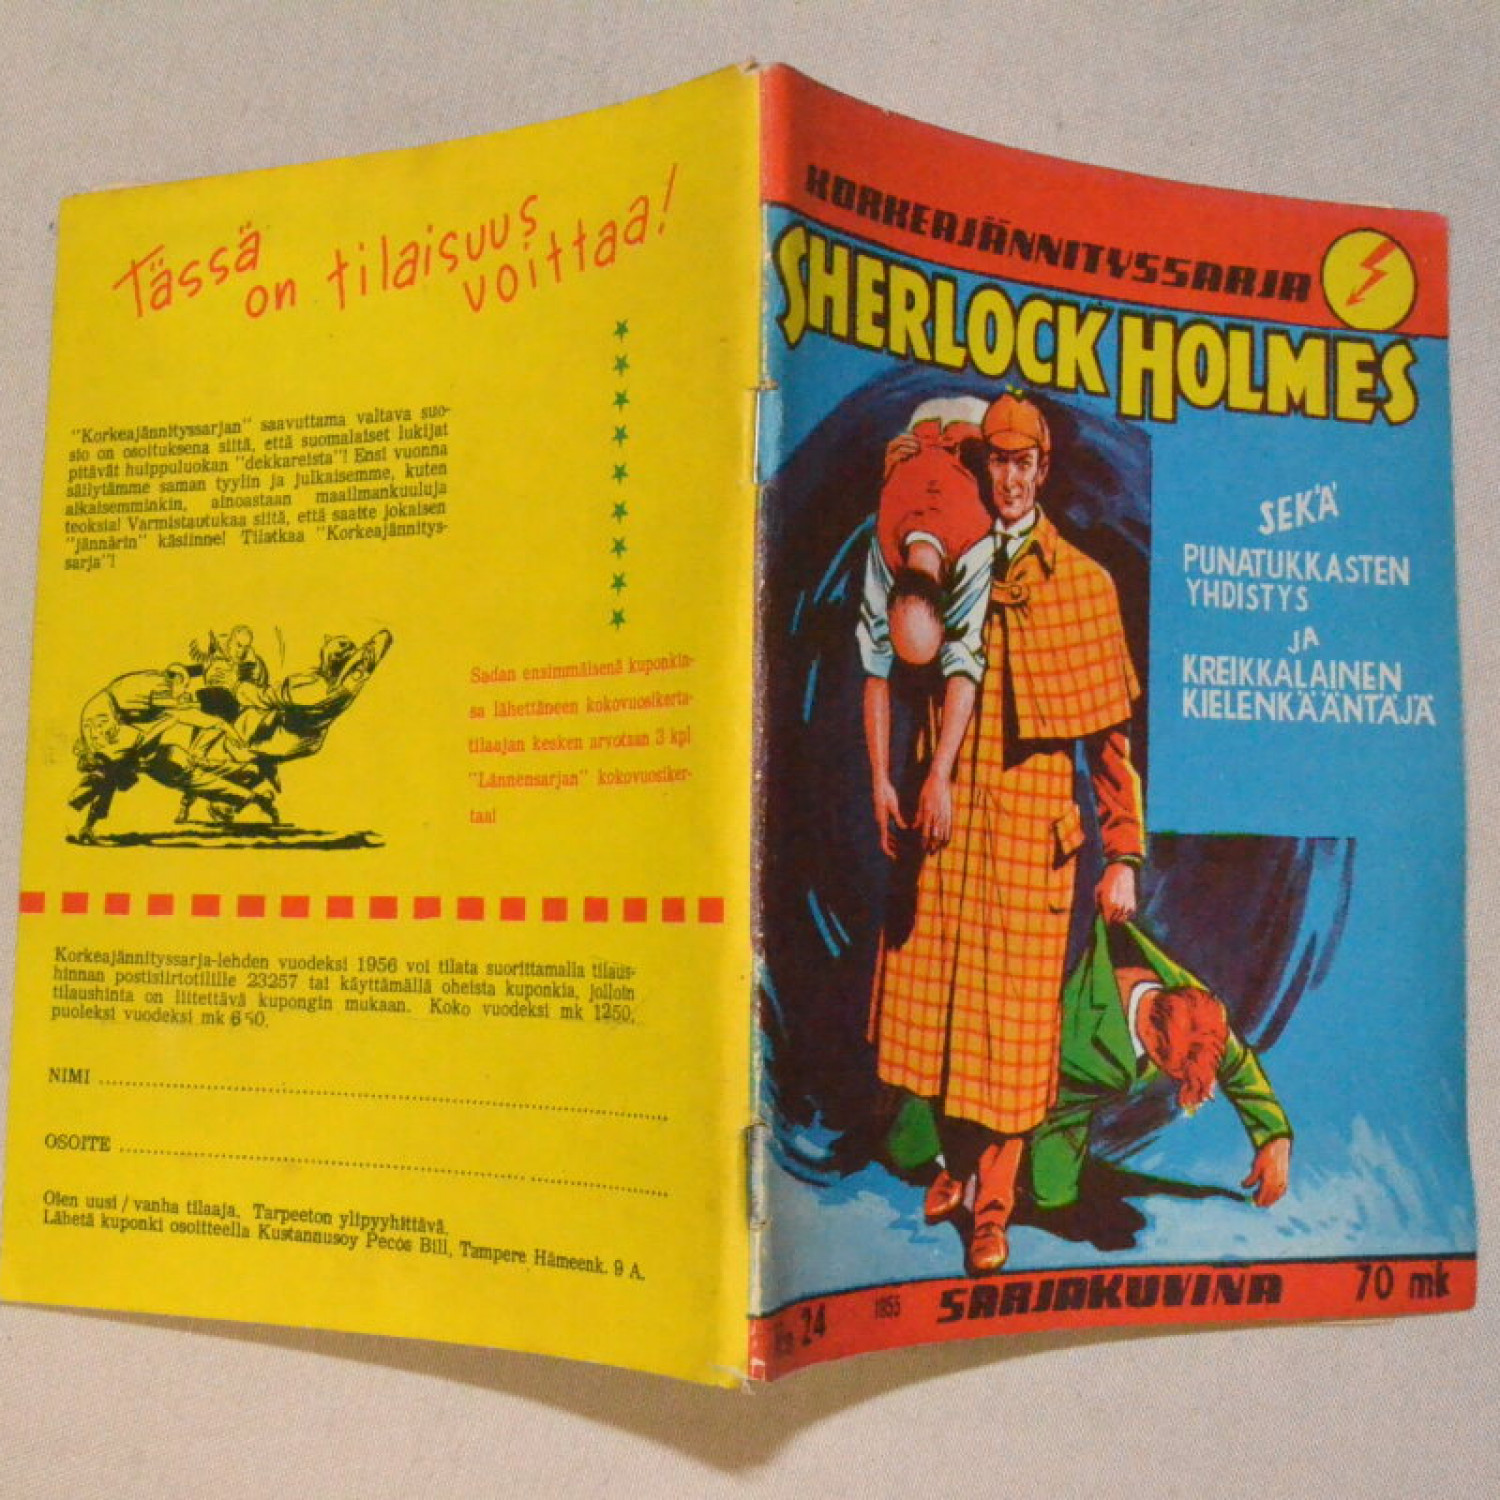 Tässä
on tilaisuus
voittaa!
"Korkeajännityssarjan" saavuttama valtava suo-
sio on osoituksena siitä, että suomalaiset lukijat
pitävät huippuluokan "dekkareista"! Ensi vuonna
säilytämme saman tyylin ja julkaisemme, kuten
aikaisemminkin, ainoastaan maailmankuuluja
teoksia! Varmistautukaa siitä, että saatte jokaisen
"jännärin" käsiinne! Tilatkaa "Korkeajännitys-
sarja"!
Sadan ensimmäisenä kuponkin-
sa lähettäneen kokovuosikerta-
tilaajan kesken arvotaan 3 kpl
"Lännensarjan" kokovuosiker-
taa!
Korkeajännityssarja-lehden vuodeksi 1956 voi tilata suorittamalla tilaus-
hinnan postisiirtotilille 23257 tai käyttämällä oheista kuponkia, jolloin
tilaushinta on liitettävä kupongin mukaan. Koko vuodeksi mk 1250,
puoleksi vuodeksi mk 650.
NIMI
OSOITE
Olen uusi / vanha tilaaja. Tarpeeton ylipyyhittävä.
Lähetä kuponki osoitteella Kustannusoy Pecos Bill, Tampere Hämeenk. 9 A.
KORKEAJÄNNITYSSARJA
SHERLOCK HOLMES
SEKÄ
PUNATUKKASTEN
YHDISTYS
JA
KREIKKALAINEN
KIELENKÄÄNTÄJÄ
No 24 1955 SARJAKUVINA 70 mk